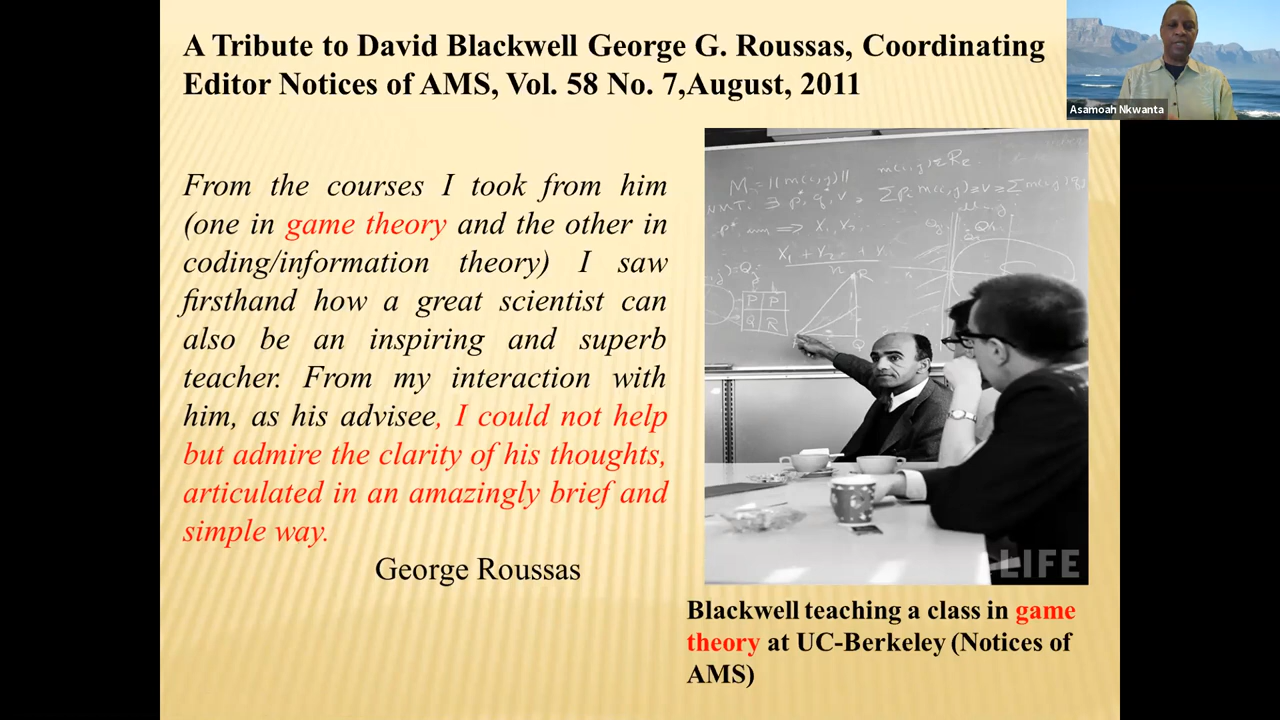 A Tribute to David Blackwell George G. Roussas, Coordinating
Editor Notices of AMS, Vol. 58 No. 7,August, 2011
Asamoah Nkwanta
From the courses I took from him
(one in game theory and the other in
coding/information theory) I saw
firsthand how a great scientist can
also be an inspiring and superb
teacher. From my interaction with
him, as his advisee, I could not help
but admire the clarity of his thoughts,
articulated in an amazingly brief and
simple way.
George Roussas
P P
Q R
LIFE
Blackwell teaching a class in game
theory at UC-Berkeley (Notices of
AMS)